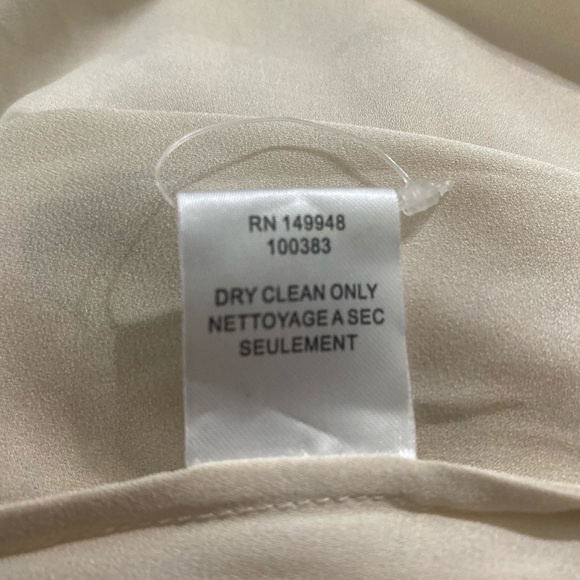 RN 149948
100383
DRY CLEAN ONLY
NETTOYAGE A SEC
SEULEMENT